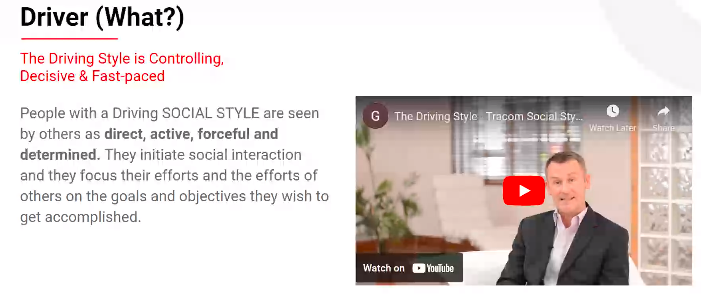 Driver (What?)
The Driving Style is Controlling,
Decisive & Fast-paced
People with a Driving SOCIAL STYLE are seen
by others as direct, active, forceful and
determined. They initiate social interaction
and they focus their efforts and the efforts of
others on the goals and objectives they wish to
get accomplished.
G
The Driving Style _ Tracom Social Sty...
Watch Later
Share
Watch on YouTube